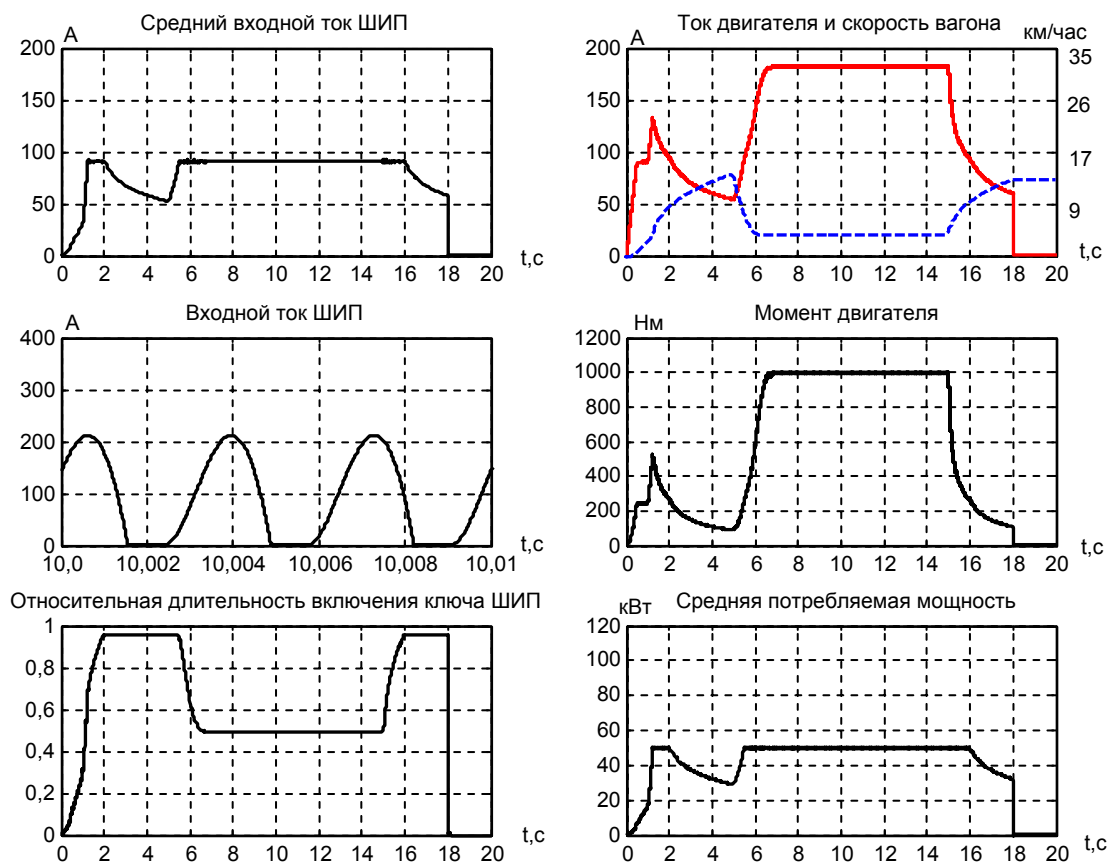 Средний входной ток ШИП
А
200
150
100
50
0
0 2 4 6 8 10 12 14 16 18 20
t,c
Ток двигателя и скорость вагона
А
км/час
200
150
100
50
0
35
26
17
9
0 2 4 6 8 10 12 14 16 18 20
t,c
Входной ток ШИП
А
400
300
200
100
0
10,0 10,002 10,004 10,006 10,008 10,01
t,c
Момент двигателя
Нм
1000
1200
800
600
400
200
0
0 2 4 6 8 10 12 14 16 18 20
t,c
Относительная длительность включения ключа ШИП
1
0,8
0,6
0,4
0,2
0
0 2 4 6 8 10 12 14 16 18 20
t,c
Средняя потребляемая мощность
кВт
120
100
80
60
40
20
0
0 2 4 6 8 10 12 14 16 18 20
t,c